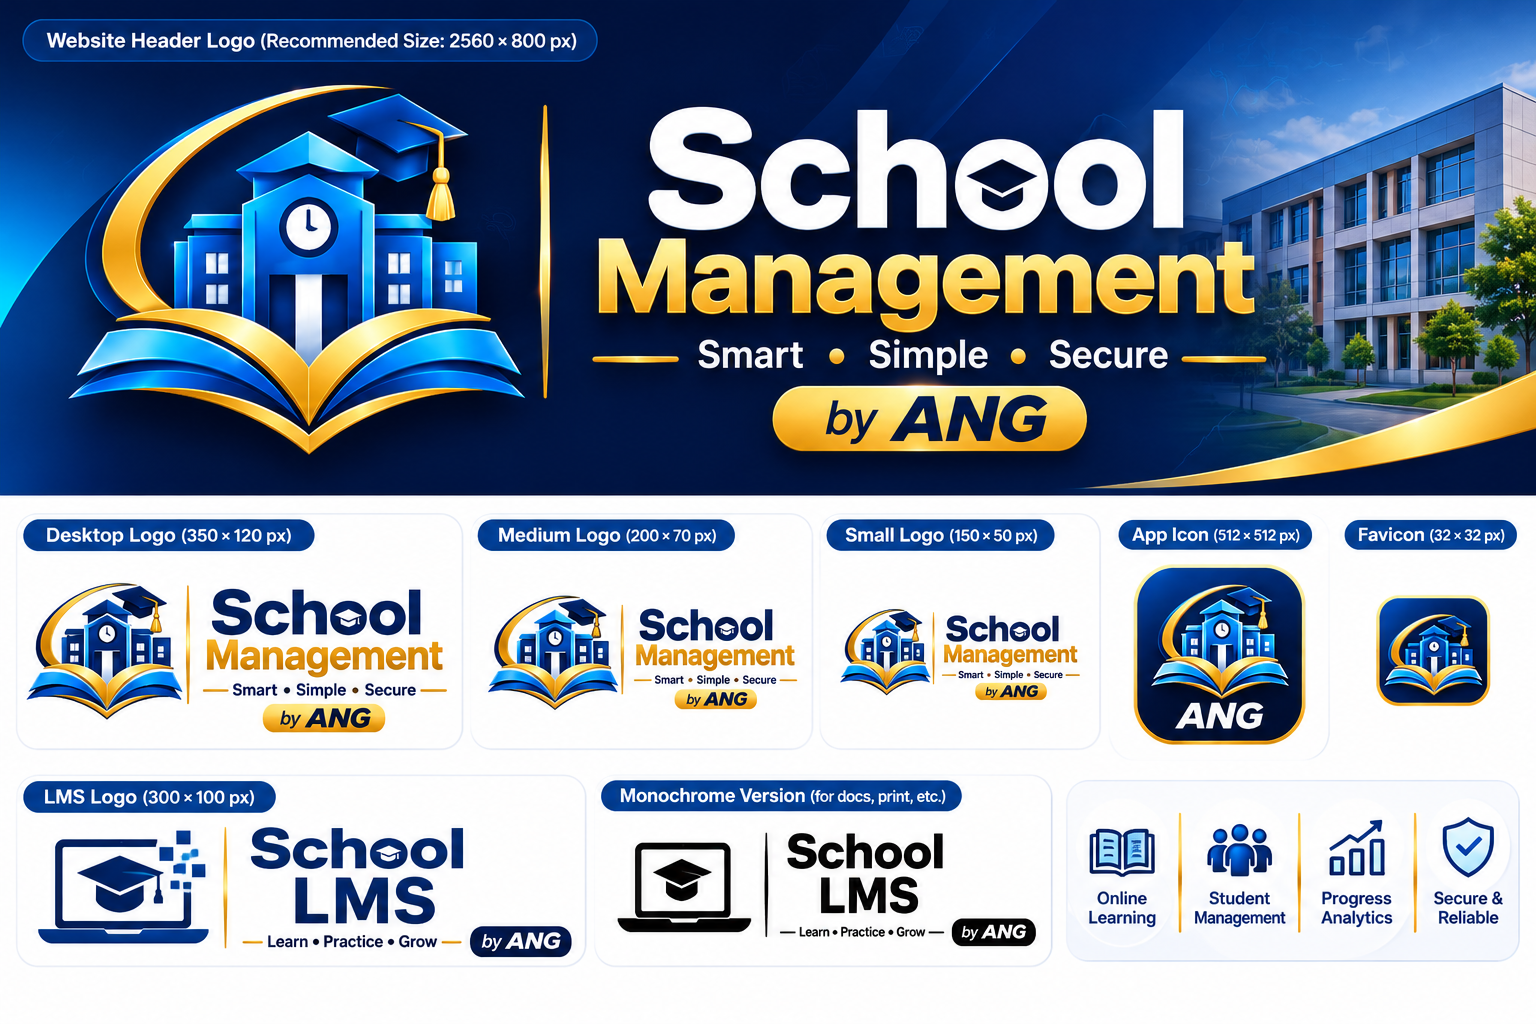 Website Header Logo (Recommended Size: 2560 × 800 px)
School
Management
Smart • Simple • Secure
by ANG
Desktop Logo (350 × 120 px)
School
Management
Smart • Simple • Secure
by ANG
Medium Logo (200 × 70 px)
School
Management
Smart • Simple • Secure
by ANG
Small Logo (150 × 50 px)
School
Management
Smart • Simple • Secure
by ANG
App Icon (512 × 512 px)
ANG
Favicon (32 × 32 px)
LMS Logo (300 × 100 px)
School
LMS
Learn • Practice • Grow
by ANG
Monochrome Version (for docs, print, etc.)
School
LMS
Learn • Practice • Grow
by ANG
Online
Learning
Student
Management
Progress
Analytics
Secure &
Reliable